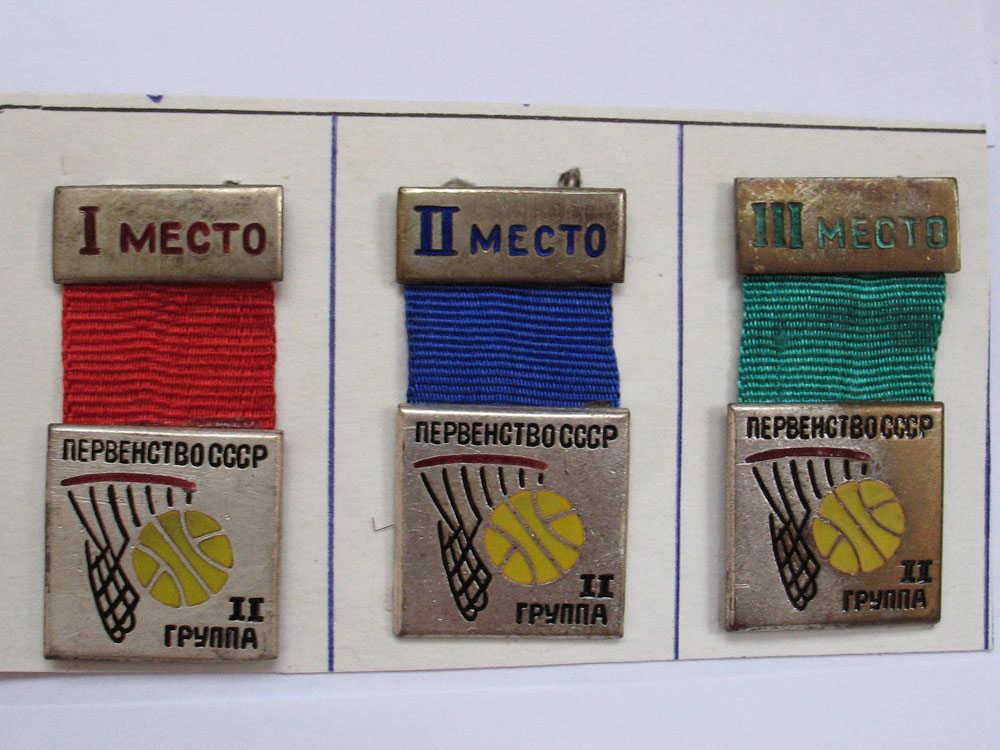 I МЕСТО
ПЕРВЕНСТВО СССР
II
ГРУППА
II МЕСТО
ПЕРВЕНСТВО СССР
II
ГРУППА
III МЕСТО
ПЕРВЕНСТВО СССР
II
ГРУППА